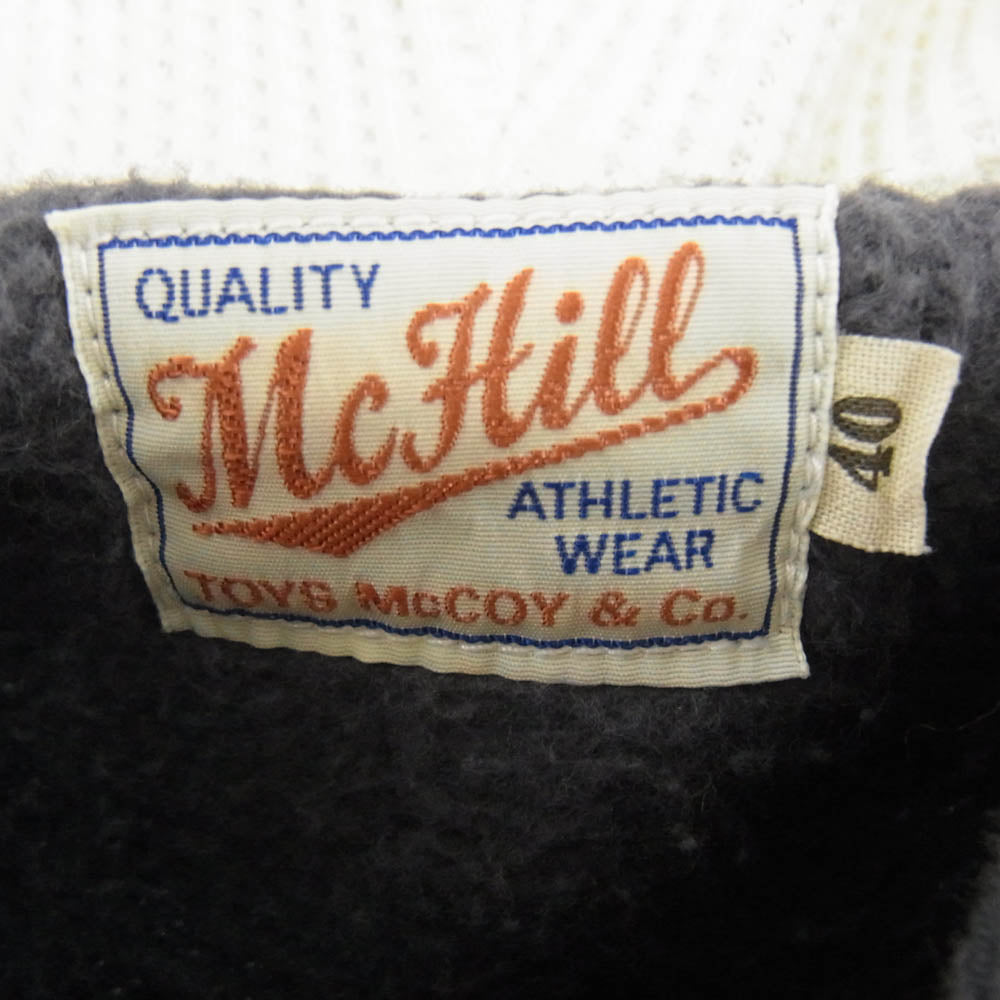 QUALITY
McHill
ATHLETIC
WEAR
TOYS McCOY & Co.
40